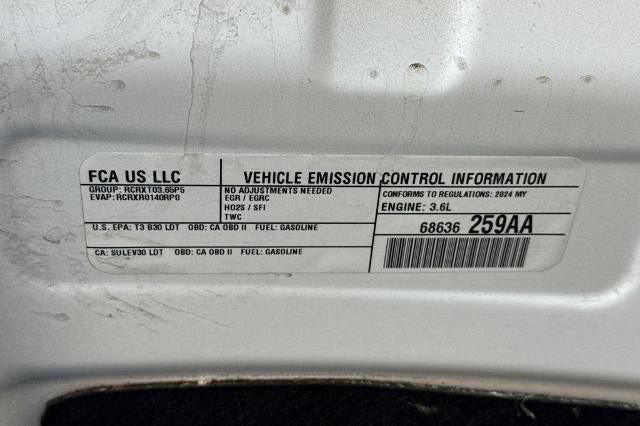 FCA US LLC
VEHICLE EMISSION CONTROL INFORMATION
GROUP: RCRXT03.65P5
EVAP: RCRXR0140RP0
NO ADJUSTMENTS NEEDED
EGR / EGRC
HO2S / SFI
TWC
CONFORMS TO REGULATIONS: 2024 MY
ENGINE: 3.6L
U.S. EPA: T3 B30 LDT OBD: CA OBD II FUEL: GASOLINE
68636 259AA
CA: SULEV30 LDT OBD: CA OBD II FUEL: GASOLINE